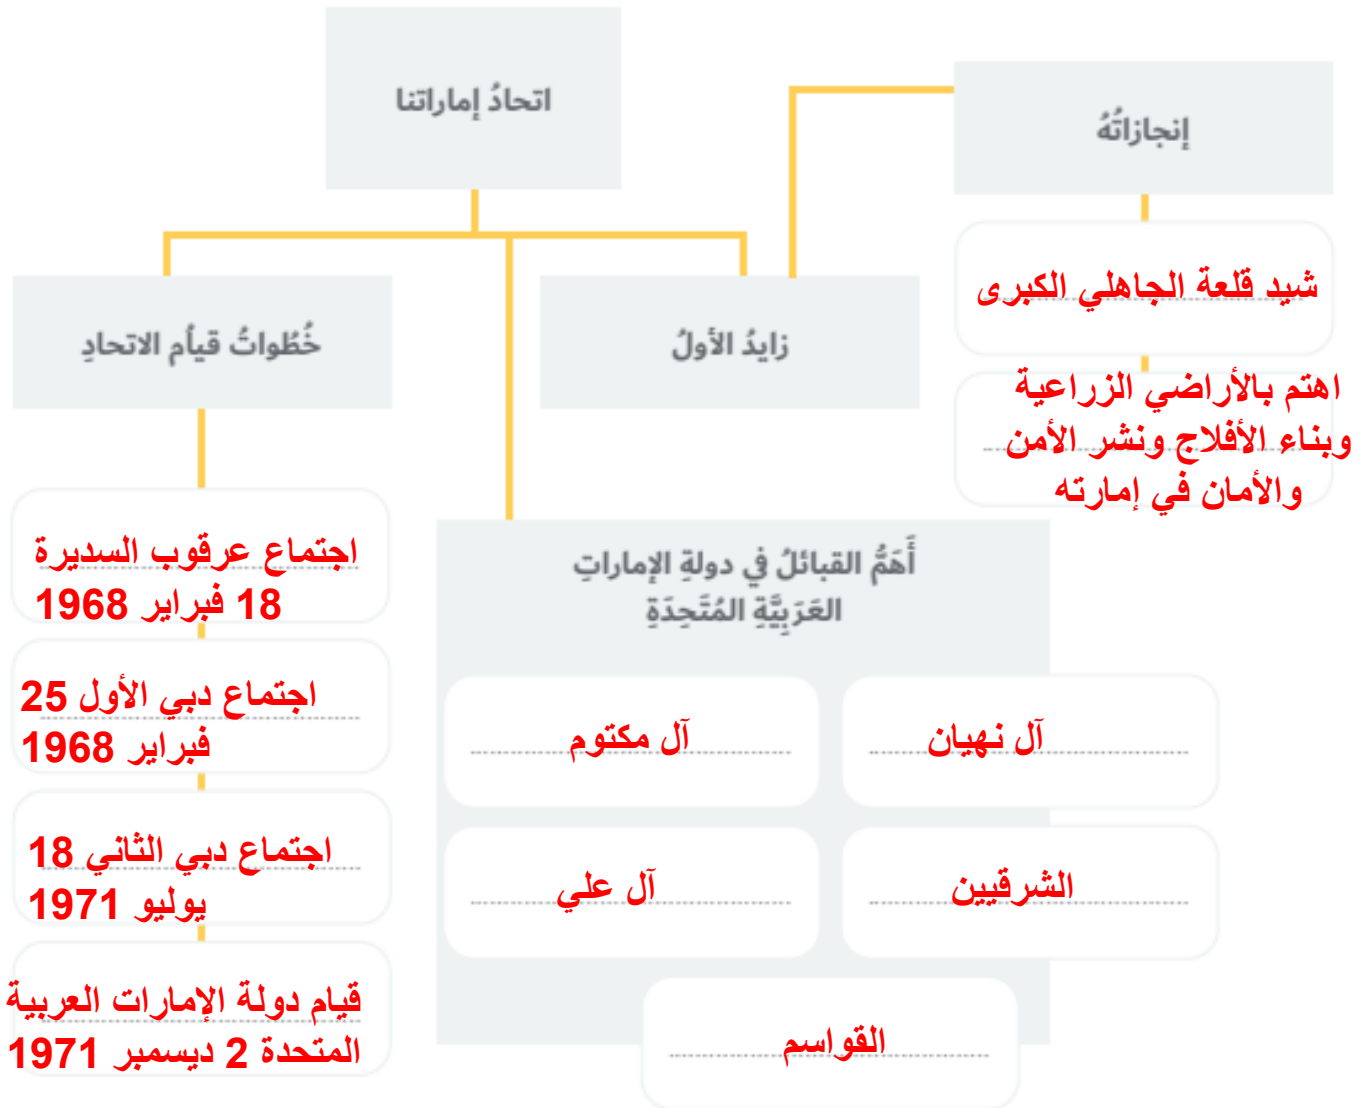 اتحادُ إماراتنا
إنجازاتُهُ
شيد قلعة الجاهلي الكبرى
اهتم بالأراضي الزراعية
وبناء الأفلاج ونشر الأمن
والأمان في إمارته
زايدُ الأولُ
خُطُواتُ قياُم الاتحادِ
اجتماع عرقوب السديرة
18 فبراير 1968
اجتماع دبي الأول 25
فبراير 1968
اجتماع دبي الثاني 18
يوليو 1971
قيام دولة الإمارات العربية
المتحدة 2 ديسمبر 1971
أَهَمُّ القبائلُ في دولةِ الإماراتِ
العَرَبِيَّةِ المُتَحِدَةِ
آل نهيان
آل مكتوم
الشرقيين
آل علي
القواسم